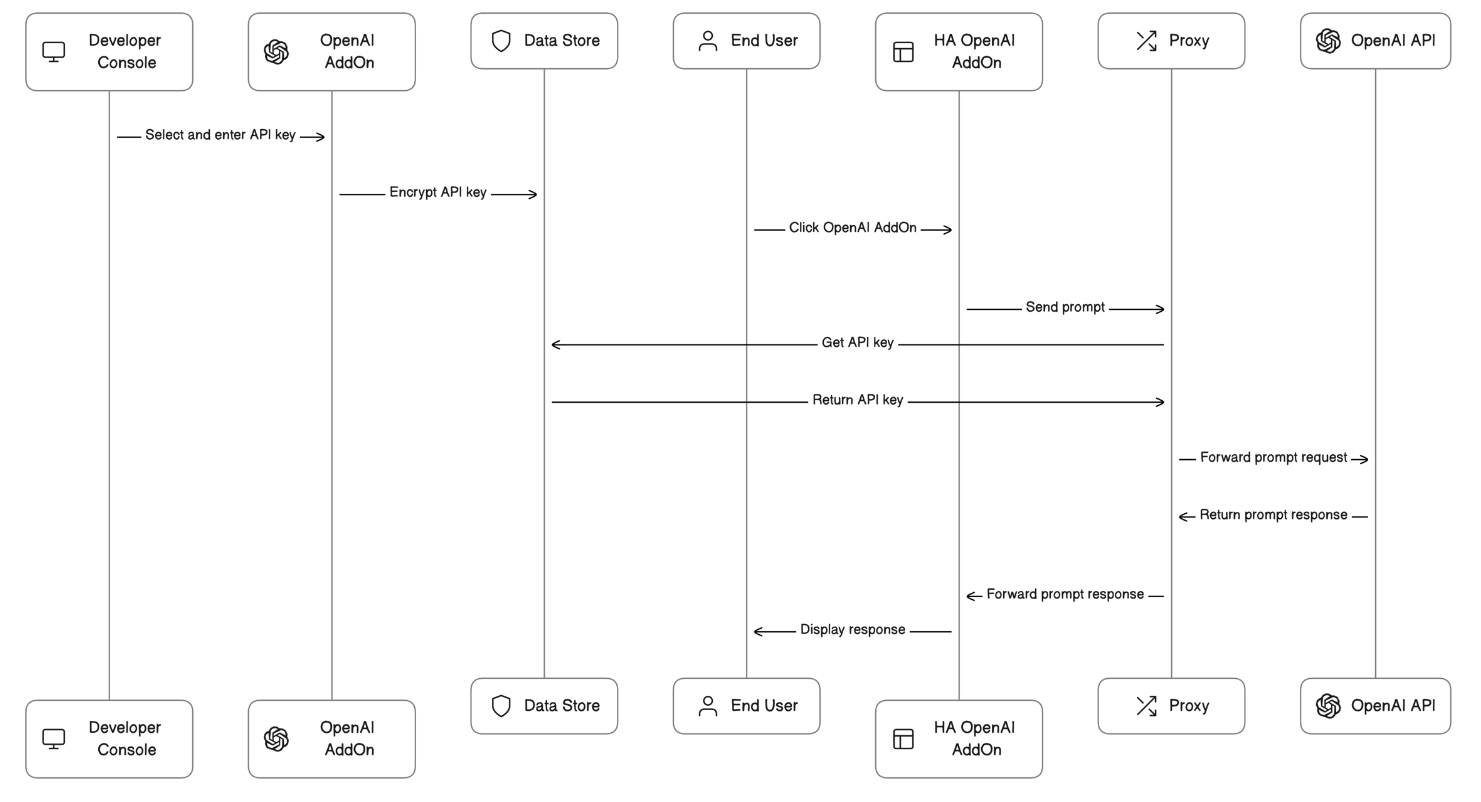 Developer
Console
OpenAI
AddOn
Data Store
End User
HA OpenAI
AddOn
Proxy
OpenAI API
Select and enter API key
Encrypt API key
Click OpenAI AddOn
Send prompt
Get API key
Return API key
Forward prompt request
Return prompt response
Forward prompt response
Display response
Developer
Console
OpenAI
AddOn
Data Store
End User
HA OpenAI
AddOn
Proxy
OpenAI API